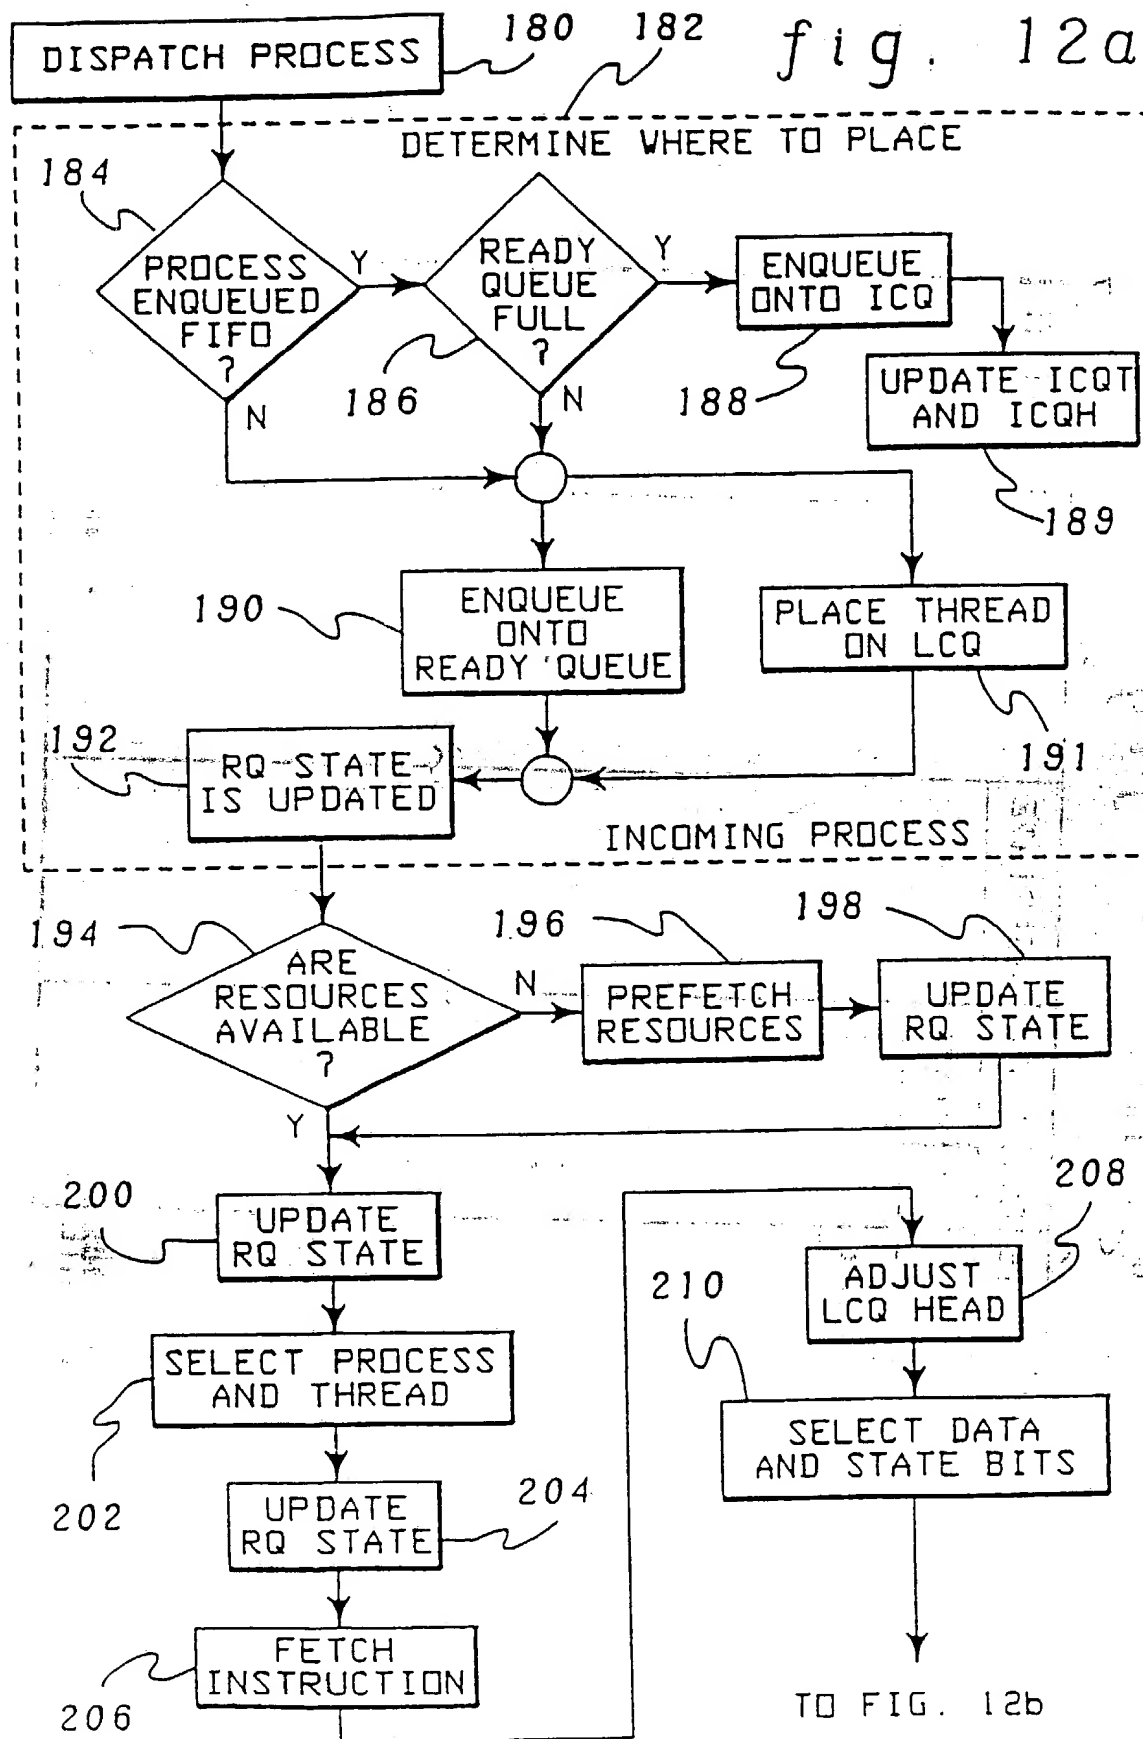 fig. 12a
180
182
DISPATCH PROCESS
DETERMINE WHERE TO PLACE
184
PROCESS
ENQUEUED
FIFO
?
Y
N
READY
QUEUE
FULL
?
Y
N
186
ENQUEUE
ONTO ICQ
188
UPDATE ICQT
AND ICQH
189
190
ENQUEUE
ONTO
READY QUEUE
PLACE THREAD
ON LCQ
191
192
RQ STATE
IS UPDATED
INCOMING PROCESS
194
ARE
RESOURCES
AVAILABLE
?
N
Y
196
PREFETCH
RESOURCES
198
UPDATE
RQ STATE
200
UPDATE
RQ STATE
SELECT PROCESS
AND THREAD
202
UPDATE
RQ STATE
204
FETCH
INSTRUCTION
206
208
ADJUST
LCQ HEAD
210
SELECT DATA
AND STATE BITS
TO FIG. 12b